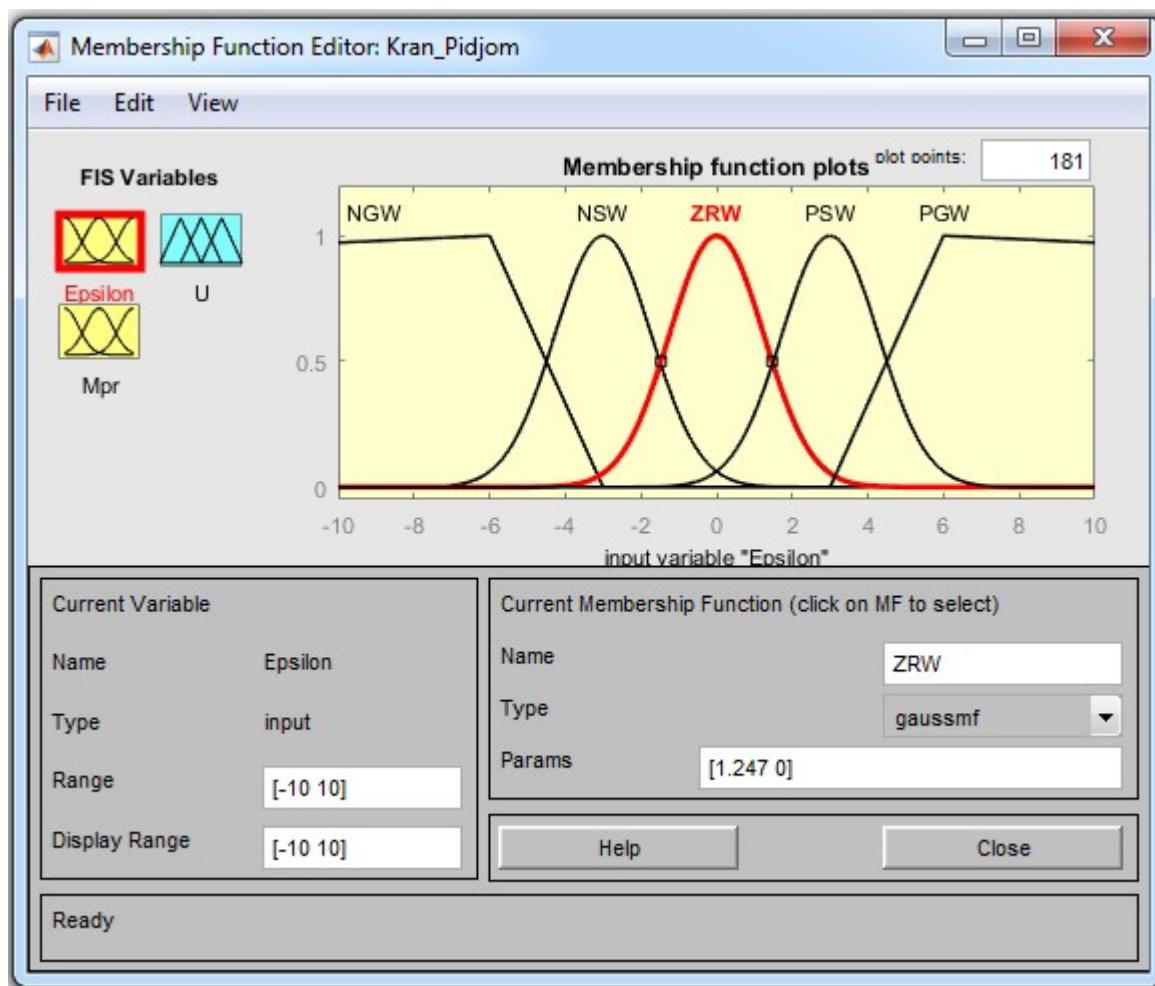 Membership Function Editor: Kran_Pidjom
File Edit View
FIS Variables
Epsilon
U
Mpr
Membership function plots
plot points:
181
NGW NSW ZRW PSW PGW
1
0.5
0
-10 -8 -6 -4 -2 0 2 4 6 8 10
input variable "Epsilon"
Current Variable
Name Epsilon
Type input
Range [-10 10]
Display Range [-10 10]
Current Membership Function (click on MF to select)
Name ZRW
Type gaussmf
Params [1.247 0]
Help Close
Ready